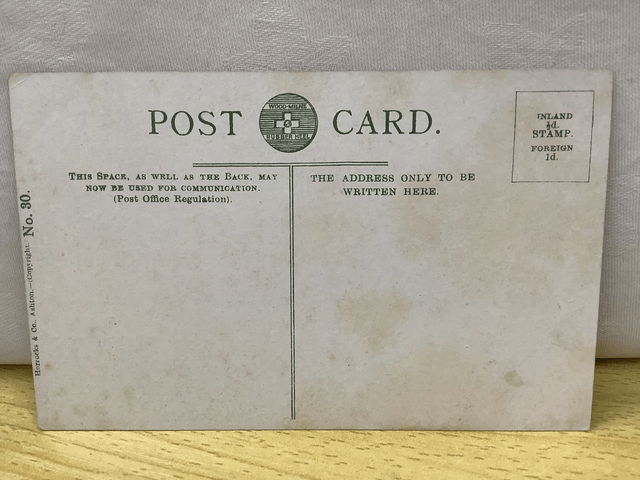 POST CARD.
WOOD-MILNE
RUBBER HEEL
INLAND
½d.
STAMP.
FOREIGN
1d.
THIS SPACE, AS WELL AS THE BACK, MAY
NOW BE USED FOR COMMUNICATION.
(Post Office Regulation).
THE ADDRESS ONLY TO BE
WRITTEN HERE.
Horrocks & Co., Ashton.—(Copyright. No. 30.